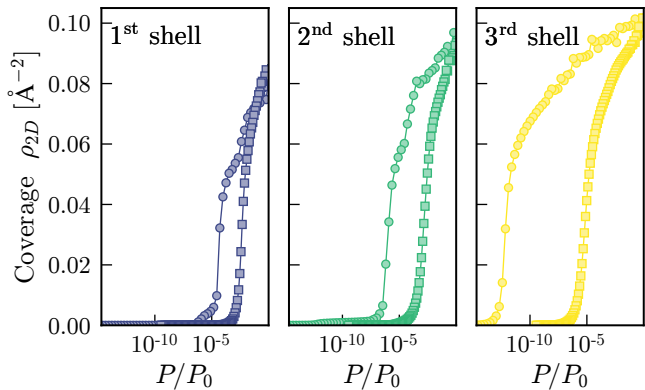 0.10
0.08
0.06
0.04
0.02
0.00
Coverage ρ₂D [Å⁻²]
1ˢᵗ shell
2ⁿᵈ shell
3ʳᵈ shell
10⁻¹⁰ 10⁻⁵
10⁻¹⁰ 10⁻⁵
10⁻¹⁰ 10⁻⁵
P/P₀
P/P₀
P/P₀